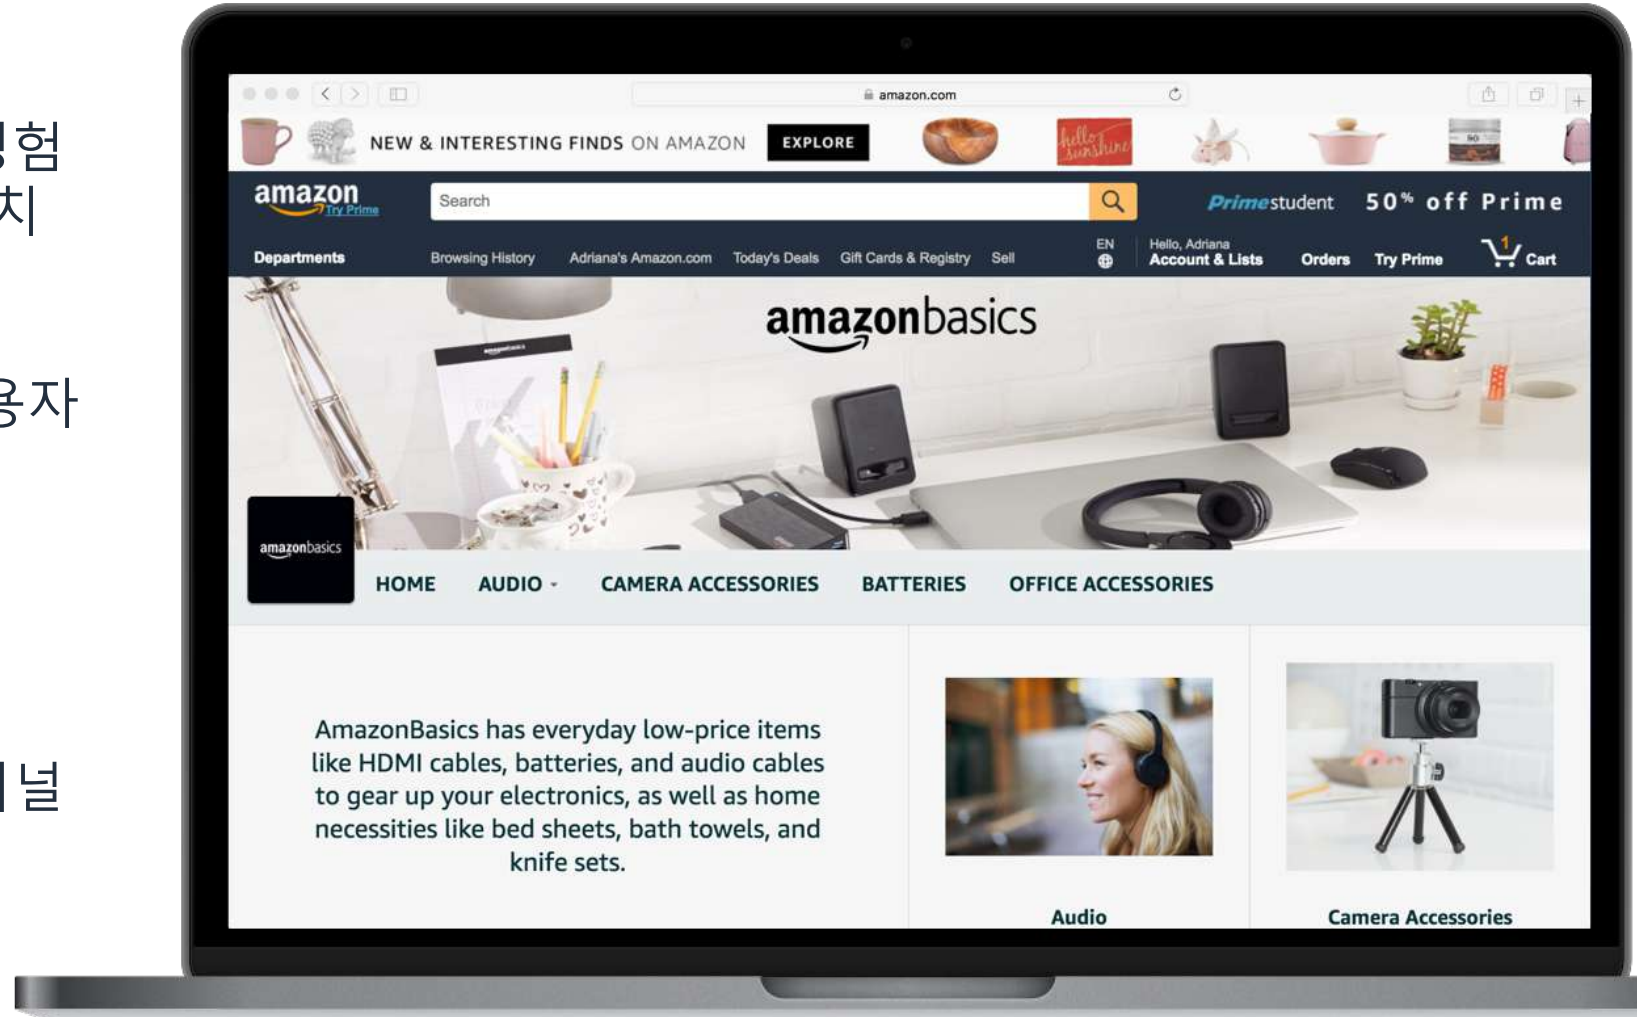 험
치
용자
널
amazon.com
NEW & INTERESTING FINDS ON AMAZON
EXPLORE
hello
sunshine
amazon
Try Prime
Search
Prime student
50% off Prime
Departments
Browsing History
Adriana's Amazon.com
Today's Deals
Gift Cards & Registry
Sell
EN
Hello, Adriana
Account & Lists
Orders
Try Prime
1
Cart
amazonbasics
amazonbasics
amazonbasics
HOME
AUDIO
CAMERA ACCESSORIES
BATTERIES
OFFICE ACCESSORIES
AmazonBasics has everyday low-price items
like HDMI cables, batteries, and audio cables
to gear up your electronics, as well as home
necessities like bed sheets, bath towels, and
knife sets.
Audio
Camera Accessories